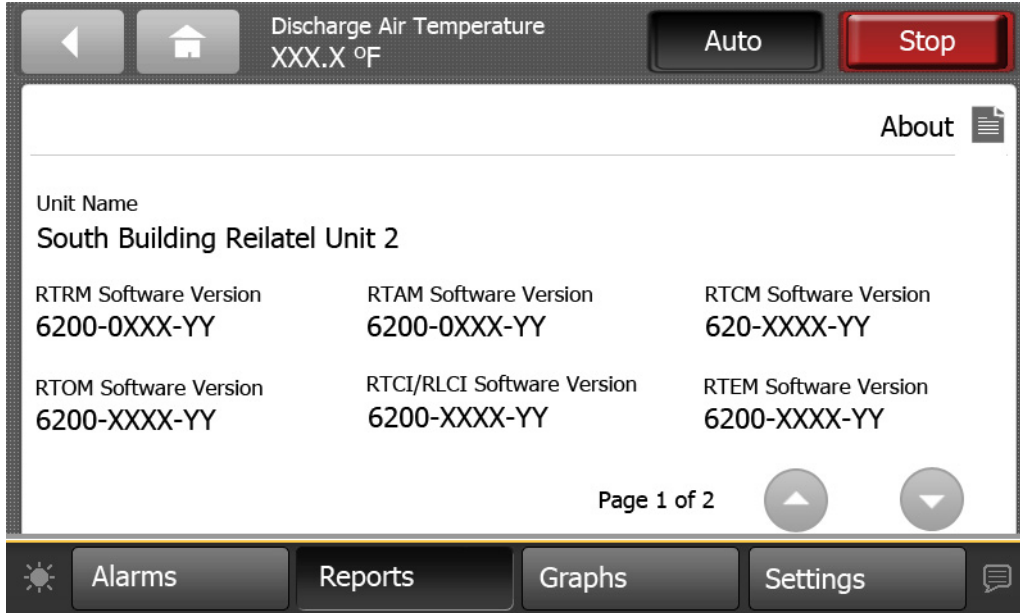 Discharge Air Temperature
XXX.X °F
Auto
Stop
About
Unit Name
South Building Reilatel Unit 2
RTRM Software Version
6200-0XXX-YY
RTAM Software Version
6200-0XXX-YY
RTCM Software Version
620-XXXX-YY
RTOM Software Version
6200-XXXX-YY
RTCI/RLCI Software Version
6200-XXXX-YY
RTEM Software Version
6200-XXXX-YY
Page 1 of 2
Alarms
Reports
Graphs
Settings